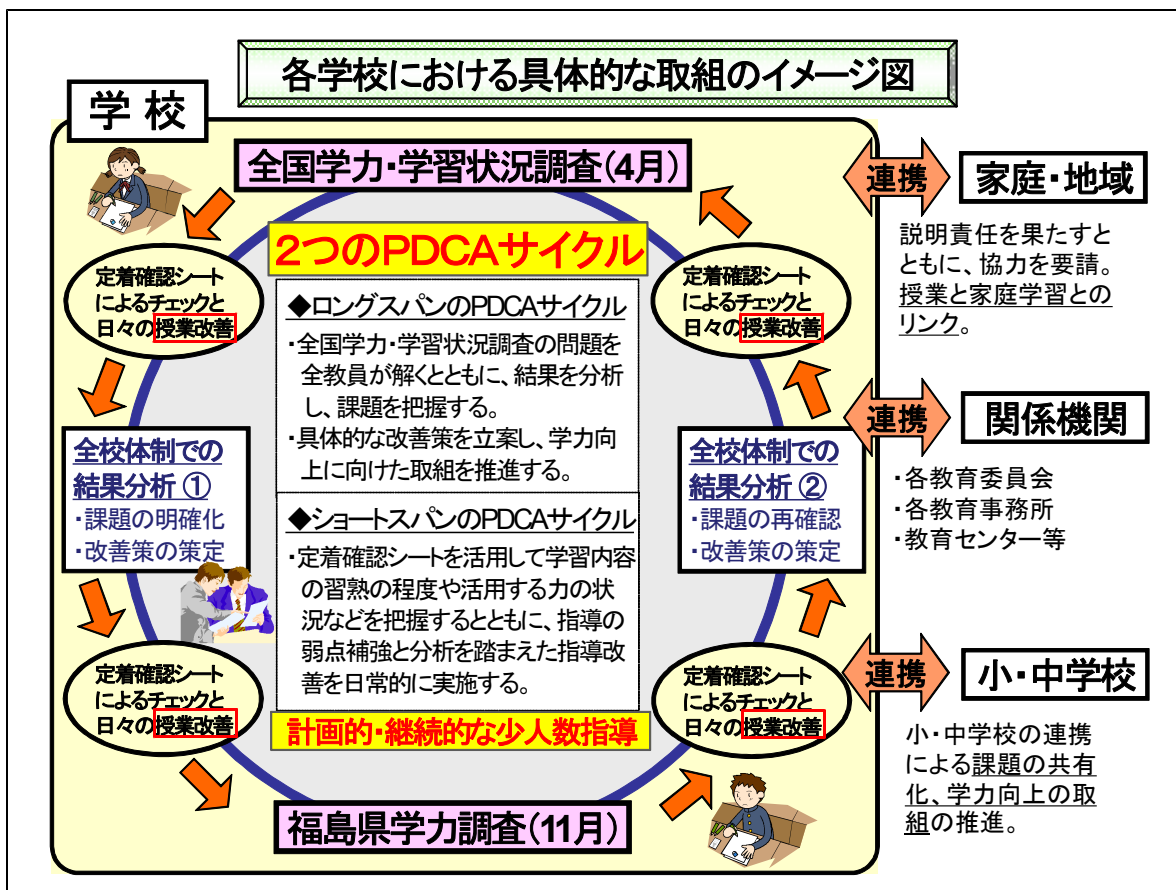 各学校における具体的な取組のイメージ図
学 校
全国学力・学習状況調査(4月)
2つのPDCAサイクル
◆ロングスパンのPDCAサイクル
・全国学力・学習状況調査の問題を
全教員が解くとともに、結果を分析
し、課題を把握する。
・具体的な改善策を立案し、学力向
上に向けた取組を推進する。
◆ショートスパンのPDCAサイクル
・定着確認シートを活用して学習内容
の習熟の程度や活用する力の状
況などを把握するとともに、指導の
弱点補強と分析を踏まえた指導改
善を日常的に実施する。
計画的・継続的な少人数指導
定着確認シート
によるチェックと
日々の授業改善
全校体制での
結果分析 ①
・課題の明確化
・改善策の策定
定着確認シート
によるチェックと
日々の授業改善
福島県学力調査(11月)
定着確認シート
によるチェックと
日々の授業改善
全校体制での
結果分析 ②
・課題の再確認
・改善策の策定
定着確認シート
によるチェックと
日々の授業改善
連携
家庭・地域
説明責任を果たすと
ともに、協力を要請。
授業と家庭学習との
リンク。
連携
関係機関
・各教育委員会
・各教育事務所
・教育センター等
連携
小・中学校
小・中学校の連携
による課題の共有
化、学力向上の取
組の推進。